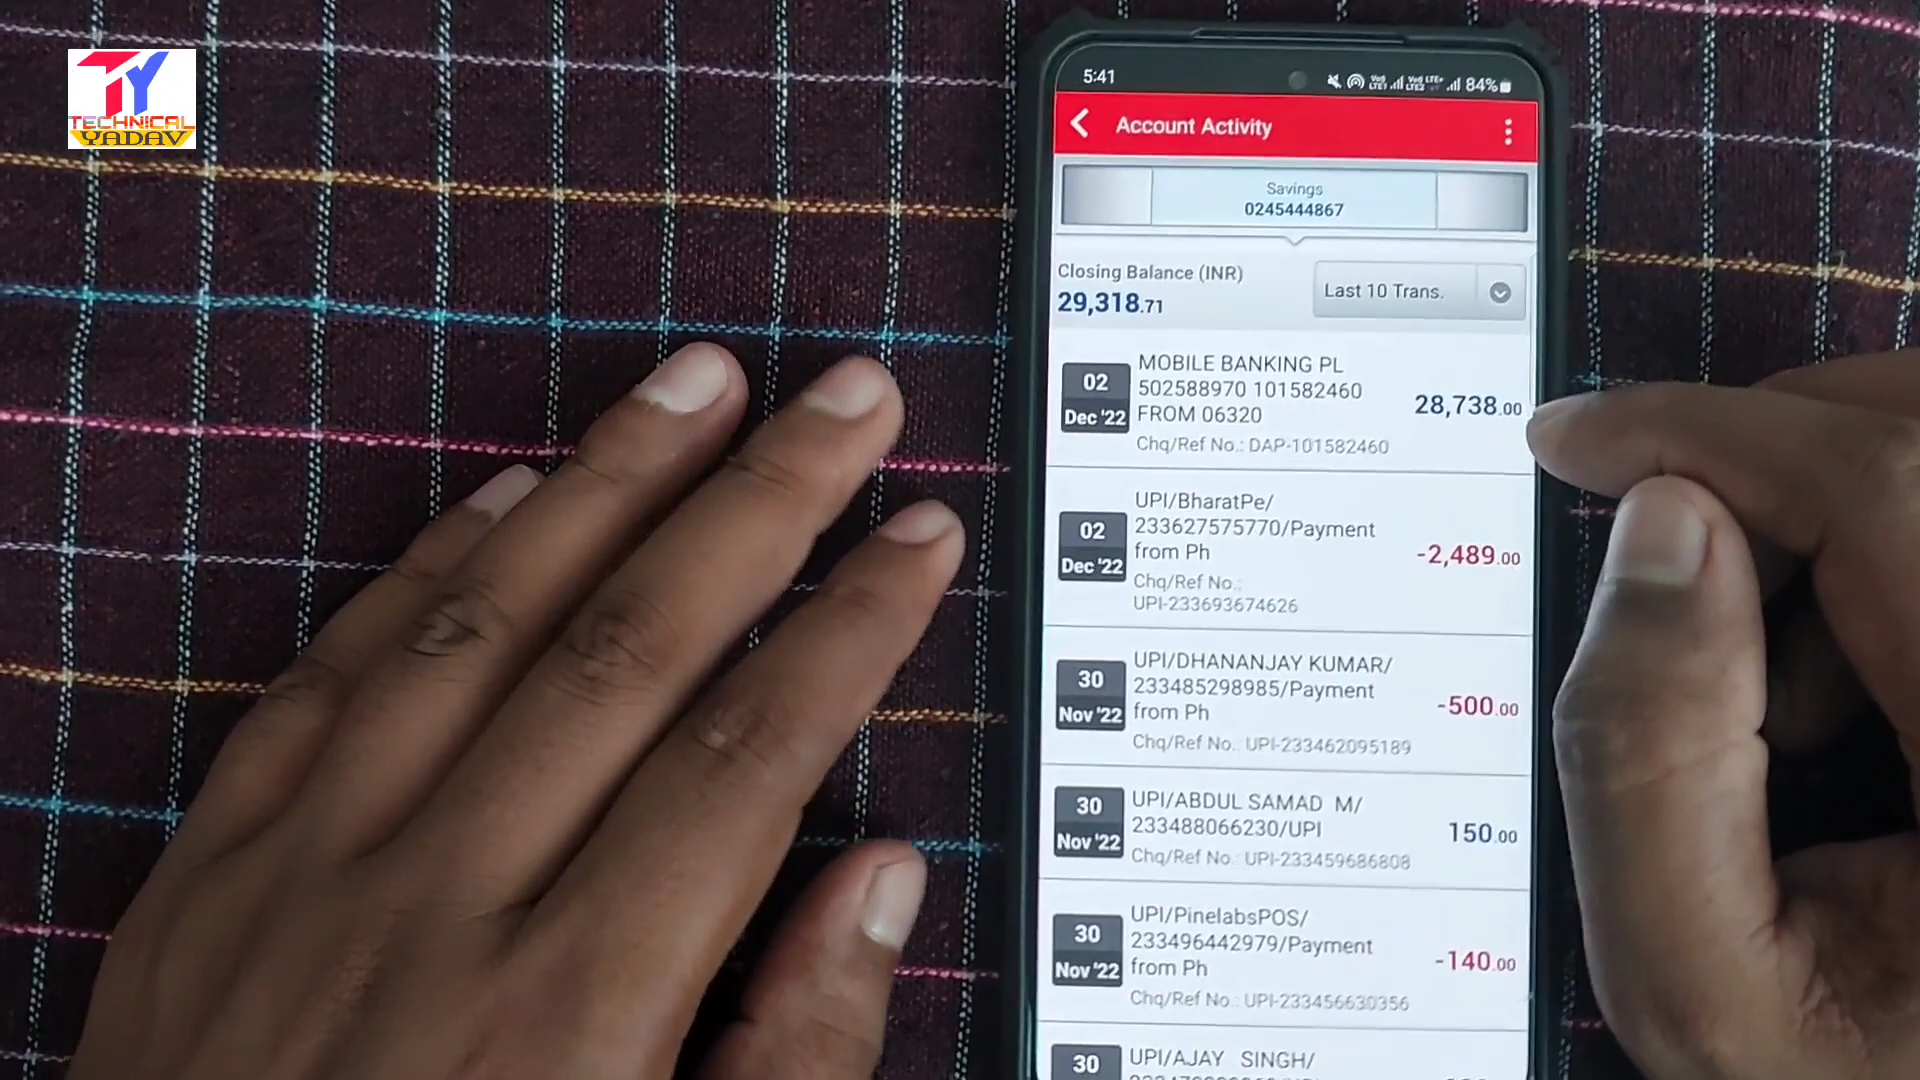 TY
TECHNICAL
YADAV
5:41
84%
Account Activity
Savings
0245444867
Closing Balance (INR)
29,318.71
Last 10 Trans.
02
Dec '22
MOBILE BANKING PL
502588970 101582460
FROM 06320
Chq/Ref No.: DAP-101582460
28,738.00
02
Dec '22
UPI/BharatPe/
233627575770/Payment
from Ph
Chq/Ref No.:
UPI-233693674626
-2,489.00
30
Nov '22
UPI/DHANANJAY KUMAR/
233485298985/Payment
from Ph
Chq/Ref No.: UPI-233462095189
-500.00
30
Nov '22
UPI/ABDUL SAMAD M/
233488066230/UPI
Chq/Ref No.: UPI-233459686808
150.00
30
Nov '22
UPI/PinelabsPOS/
233496442979/Payment
from Ph
Chq/Ref No.: UPI-233456630356
-140.00
30
UPI/AJAY SINGH/